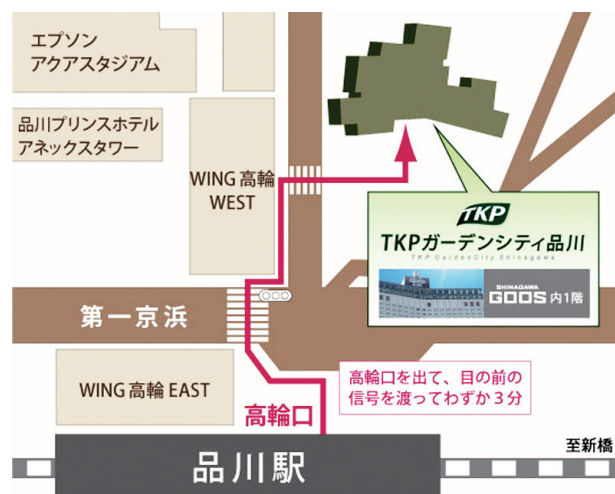 エプソン
アクアスタジアム
品川プリンスホテル
アネックスタワー
WING 高輪
WEST
TKP
TKPガーデンシティ品川
TKP GardenCity Shinagawa
SHINAGAWA
GOOS 内1階
第一京浜
高輪口を出て、目の前の
信号を渡ってわずか3分
WING 高輪 EAST
高輪口
至新橋
品川駅